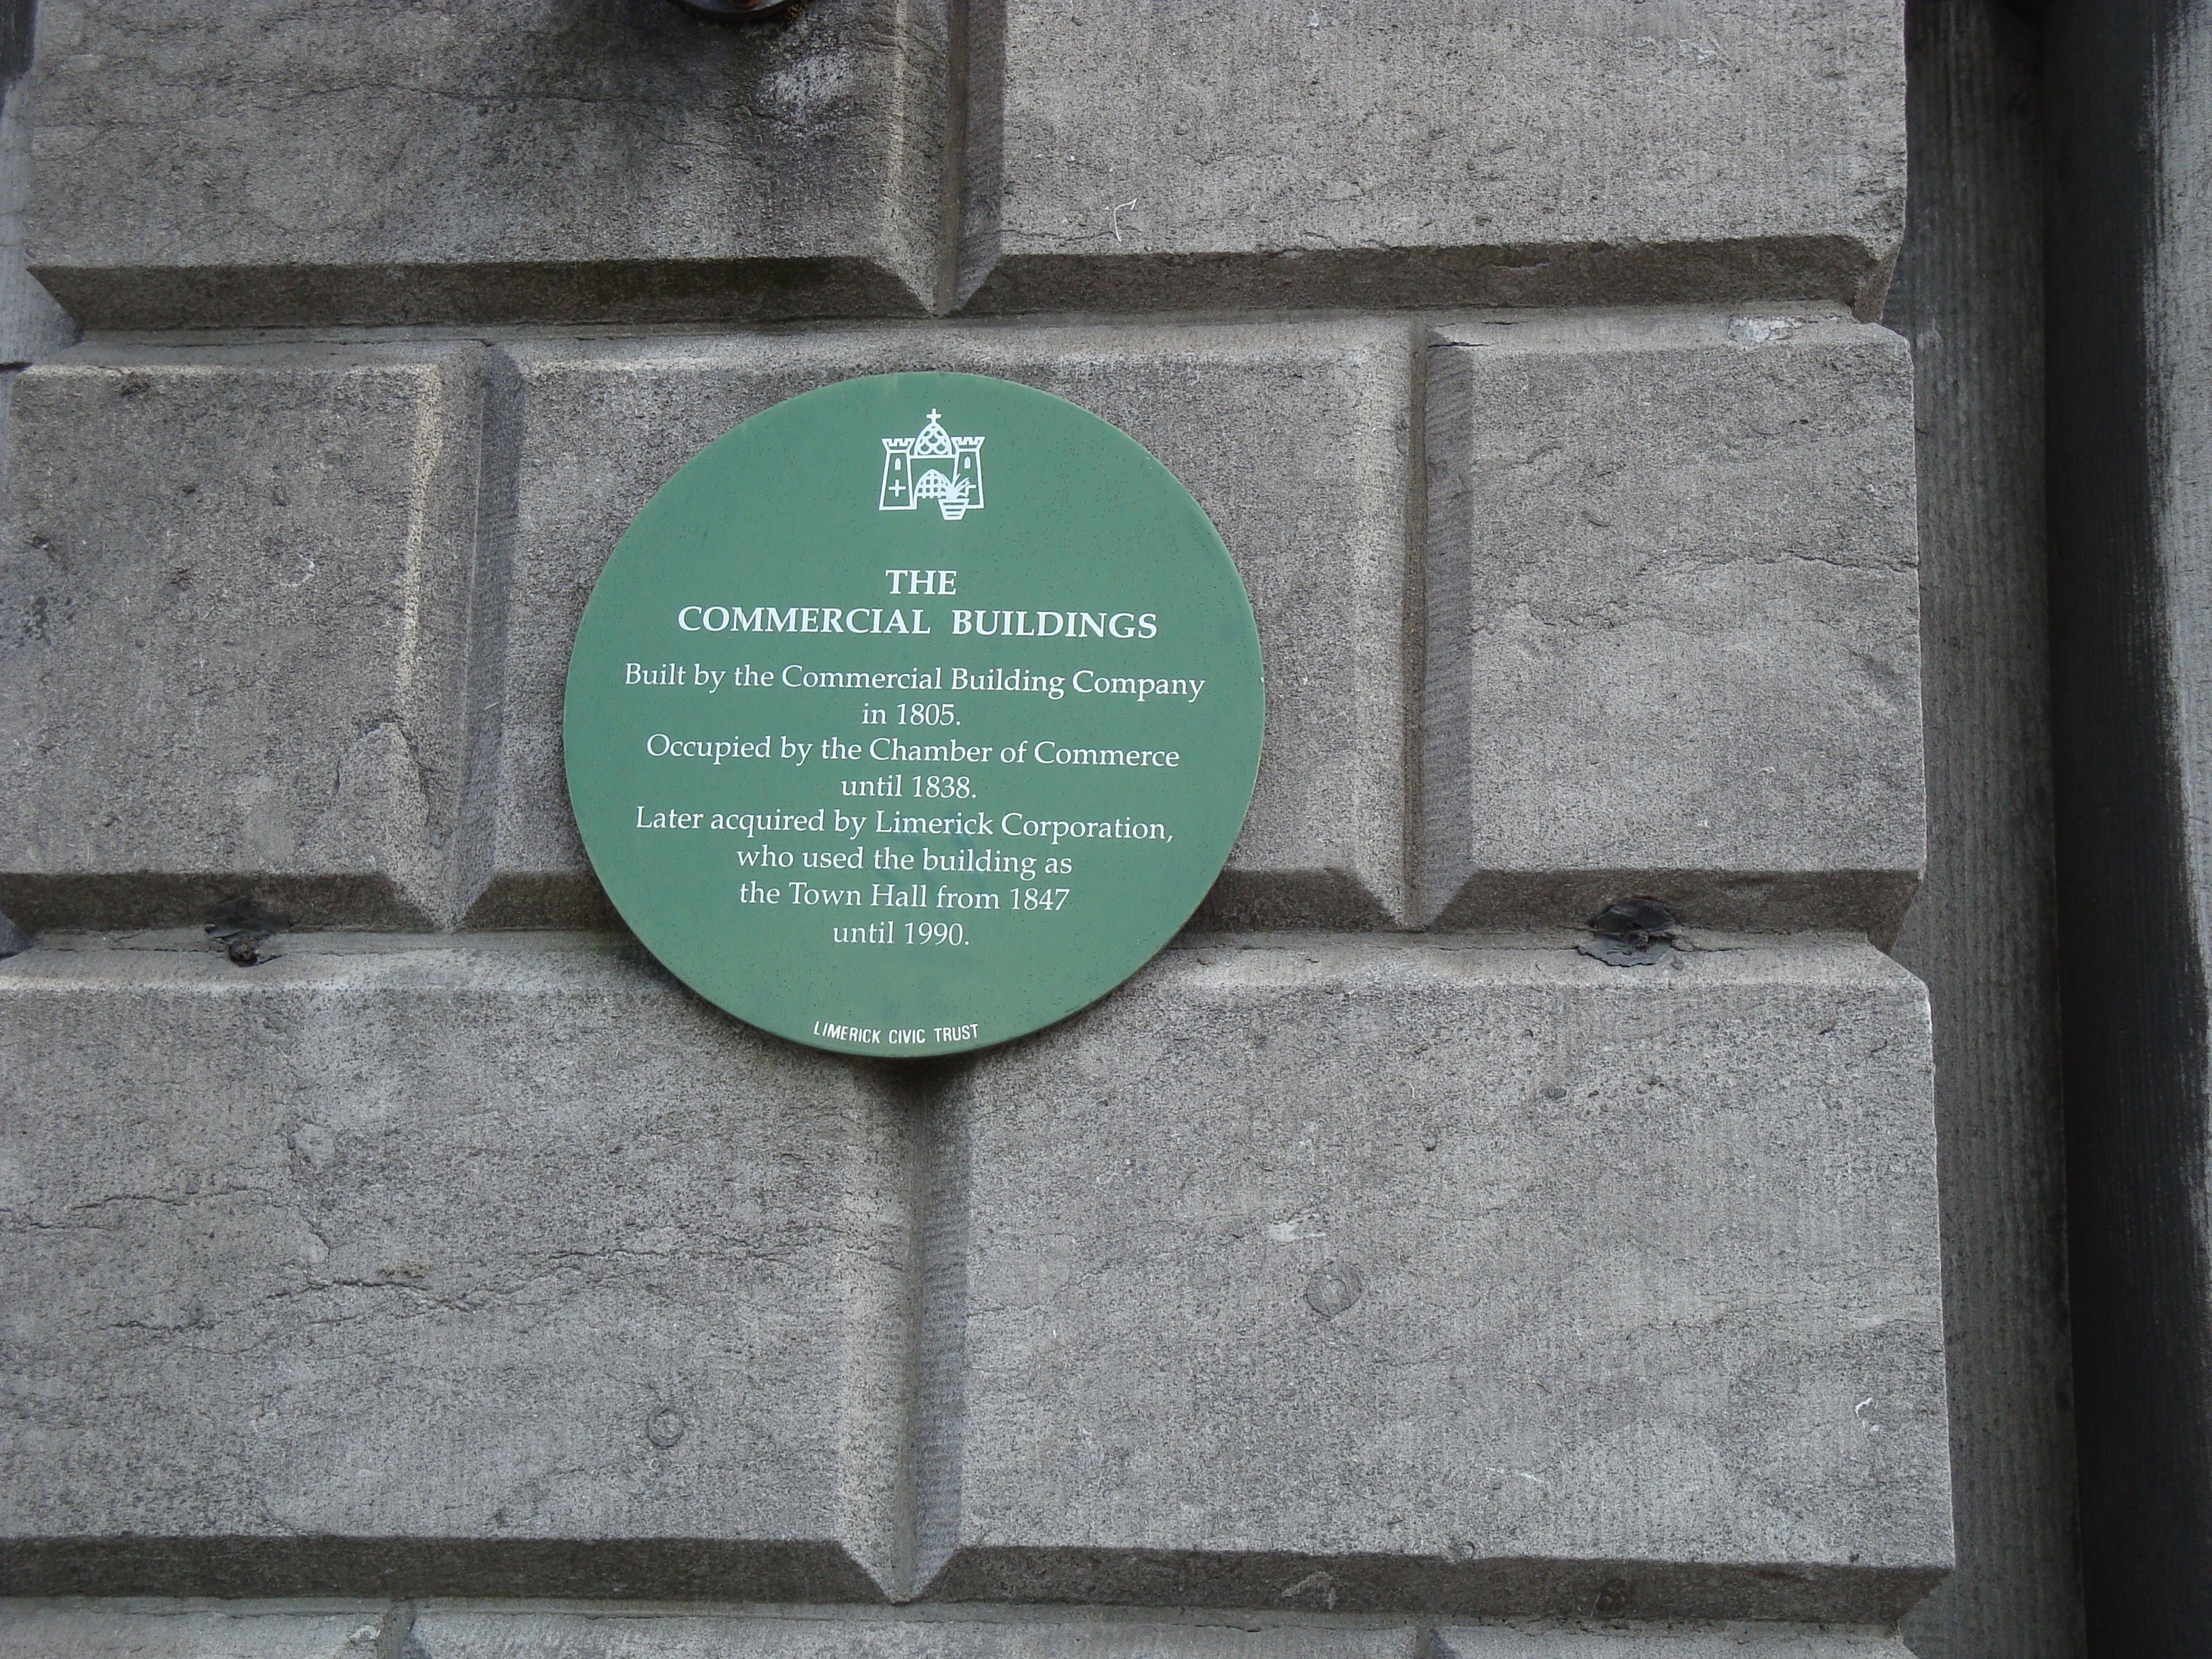 THE
COMMERCIAL BUILDINGS
Built by the Commercial Building Company
in 1805.
Occupied by the Chamber of Commerce
until 1838.
Later acquired by Limerick Corporation,
who used the building as
the Town Hall from 1847
until 1990.
LIMERICK CIVIC TRUST